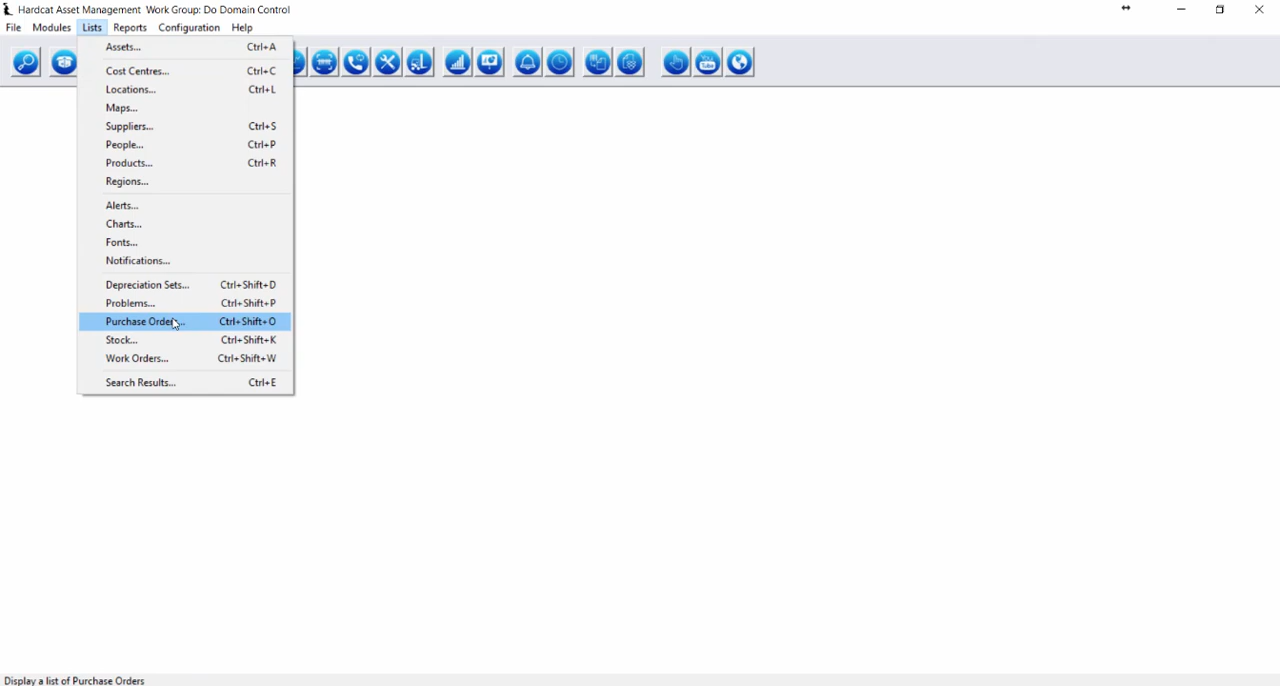 Hardcat Asset Management Work Group: Do Domain Control
File Modules Lists Reports Configuration Help
Assets... Ctrl+A
Cost Centres... Ctrl+C
Locations... Ctrl+L
Maps...
Suppliers... Ctrl+S
People... Ctrl+P
Products... Ctrl+R
Regions...
Alerts...
Charts...
Fonts...
Notifications...
Depreciation Sets... Ctrl+Shift+D
Problems... Ctrl+Shift+P
Purchase Orders... Ctrl+Shift+O
Stock... Ctrl+Shift+K
Work Orders... Ctrl+Shift+W
Search Results... Ctrl+E
Display a list of Purchase Orders